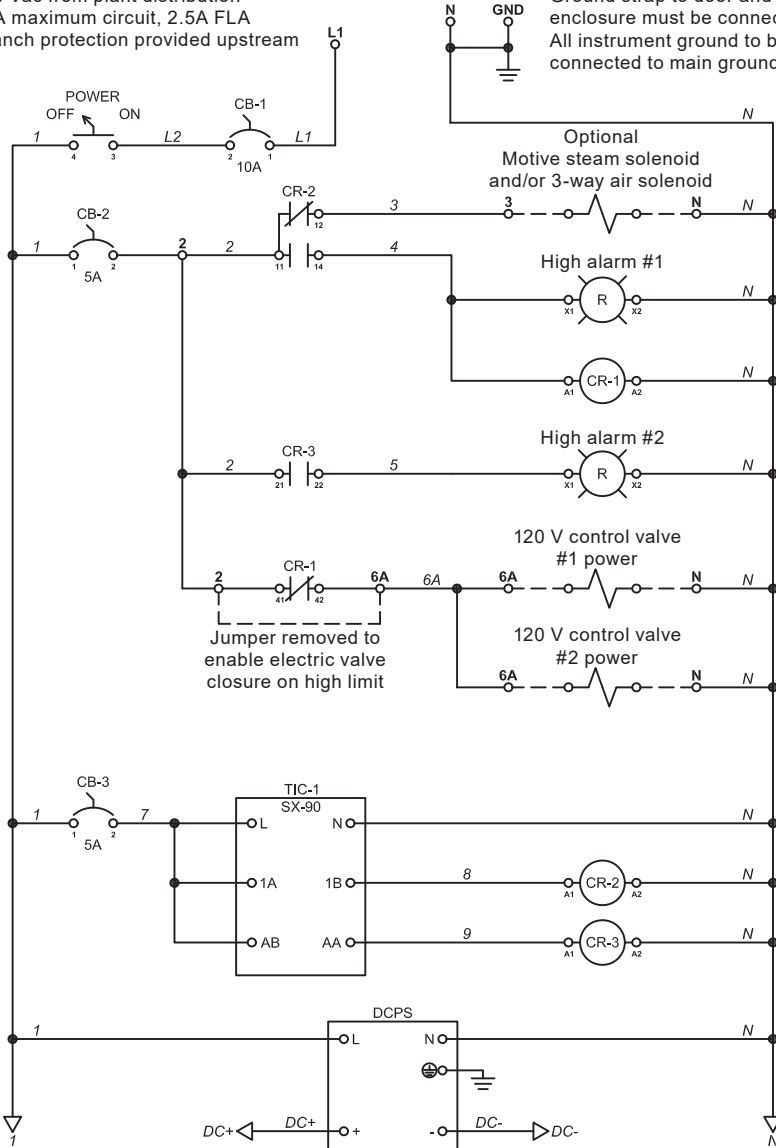 Vac from plant distribution
A maximum circuit, 2.5A FLA
anch protection provided upstream
L1
N GND
Ground strap to door and
enclosure must be connec
All instrument ground to b
connected to main ground
POWER
OFF ON
CB-1
1 L2 L1
4 3 2 1
10A
N
Optional
Motive steam solenoid
and/or 3-way air solenoid
CR-2
3 3 N N
12
CB-2
1 2 2 4
1 2 11 14
5A
High alarm #1
R N
X1 X2
CR-1 N
A1 A2
High alarm #2
CR-3
2 5 R N
21 22 X1 X2
120 V control valve
#1 power
CR-1
2 6A 6A 6A N N
41 42
Jumper removed to
enable electric valve
closure on high limit
120 V control valve
#2 power
6A N N
CB-3
1 7
1 2
5A
TIC-1
SX-90
L N N
1A 1B 8 CR-2 N
A1 A2
AB AA 9 CR-3 N
A1 A2
DCPS
1 L N N
DC+ DC+ + - DC- DC-
1 N